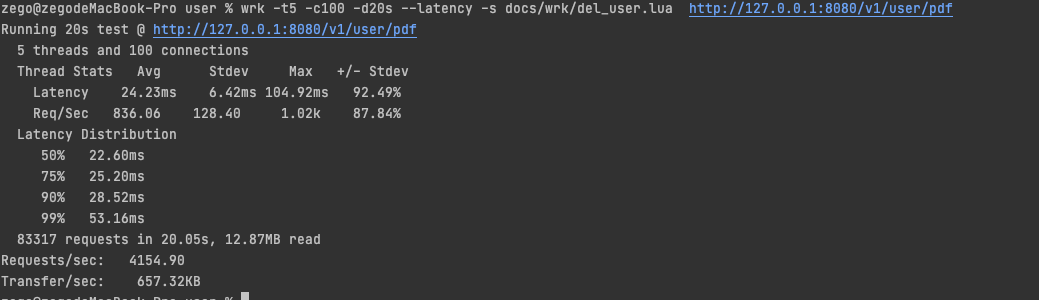 zego@zegodeMacBook-Pro user % wrk -t5 -c100 -d20s --latency -s docs/wrk/del_user.lua  http://127.0.0.1:8080/v1/user/pdf
Running 20s test @ http://127.0.0.1:8080/v1/user/pdf
  5 threads and 100 connections
  Thread Stats   Avg      Stdev     Max   +/- Stdev
    Latency    24.23ms    6.42ms 104.92ms   92.49%
    Req/Sec   836.06    128.40     1.02k    87.84%
  Latency Distribution
     50%   22.60ms
     75%   25.20ms
     90%   28.52ms
     99%   53.16ms
  83317 requests in 20.05s, 12.87MB read
Requests/sec:   4154.90
Transfer/sec:    657.32KB
zego@zegodeMacBook-Pro user %